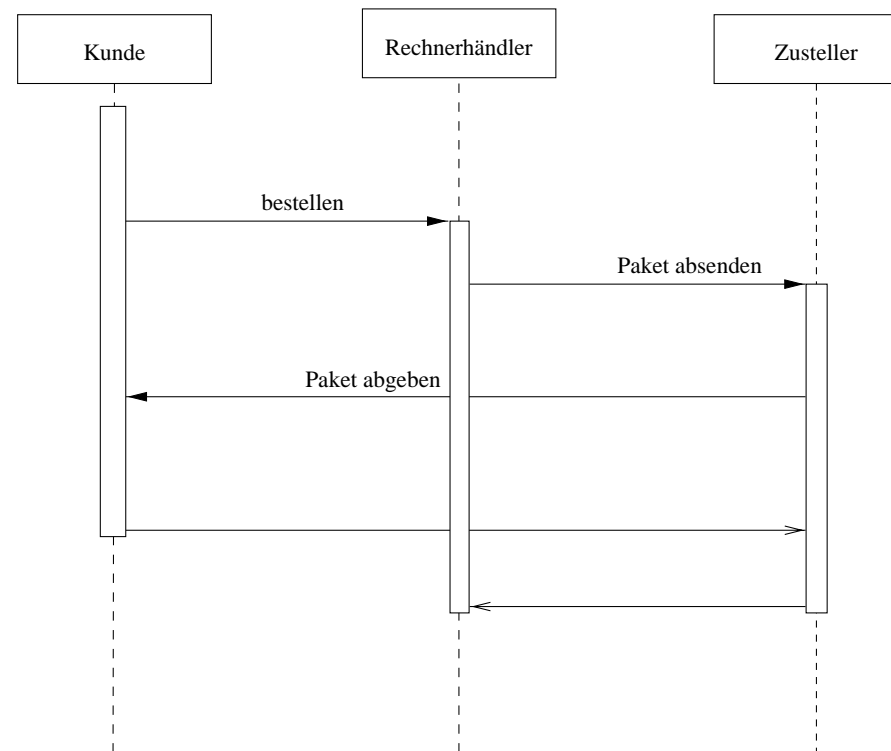 Kunde
Rechnerhändler
Zusteller
bestellen
Paket absenden
Paket abgeben